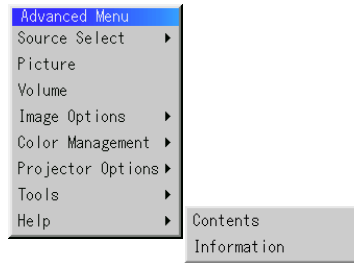 Advanced Menu
Source Select
Picture
Volume
Image Options
Color Management
Projector Options
Tools
Help
Contents
Information